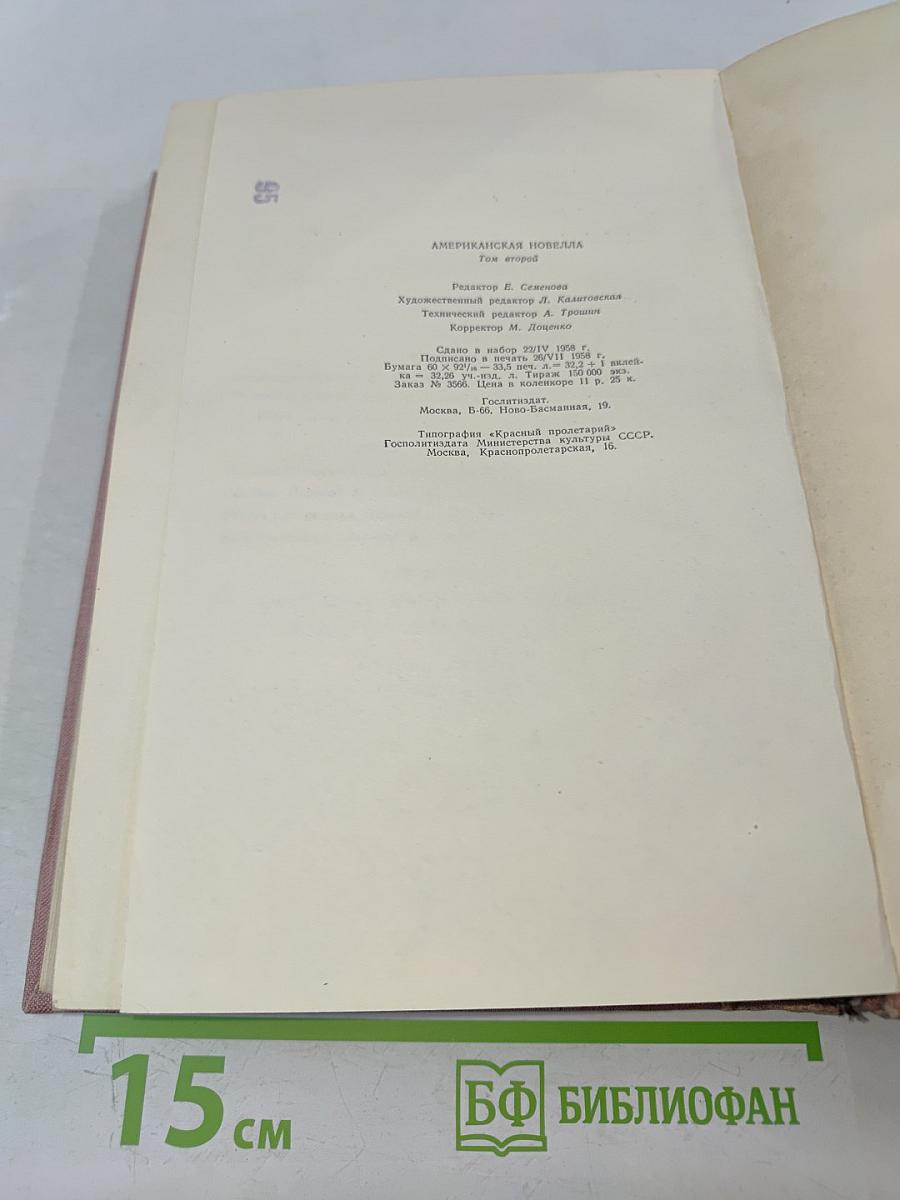 65
АМЕРИКАНСКАЯ НОВЕЛЛА
Том второй
Редактор Е. Семенова
Художественный редактор Л. Калитовская
Технический редактор А. Трошин
Корректор М. Доценко
Сдано в набор 22/IV 1958 г.
Подписано в печать 26/VII 1958 г.
Бумага 60 × 92¹/₁₆ — 33,5 печ. л. = 32,2 + 1 вклей-
ка = 32,26 уч.-изд. л. Тираж 150 000 экз.
Заказ № 3566. Цена в коленкоре 11 р. 25 к.
Гослитиздат.
Москва, Б-66, Ново-Басманная, 19.
Типография «Красный пролетарий»
Госполитиздата Министерства культуры СССР.
Москва, Краснопролетарская, 16.
15 см
БФ БИБЛИОФАН